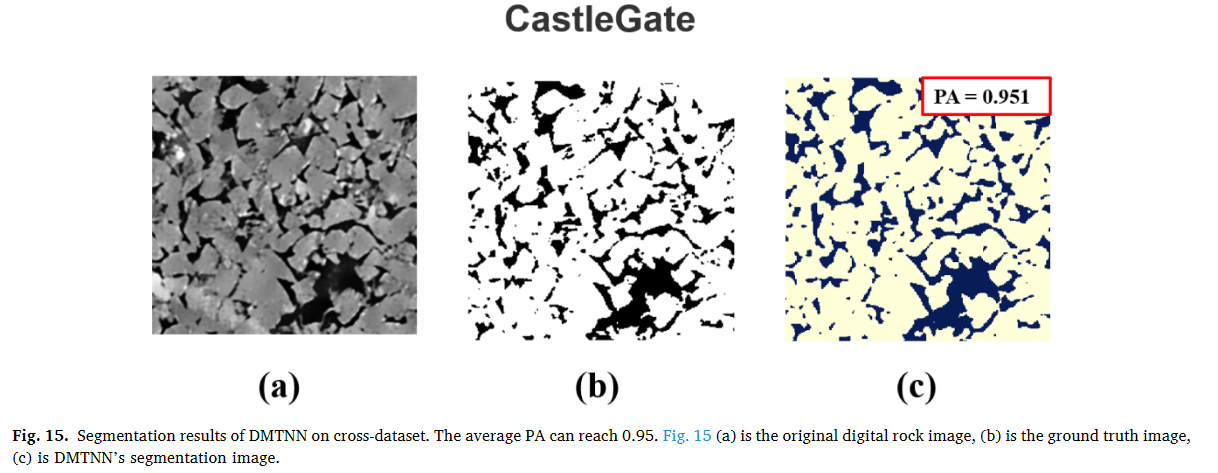 CastleGate
PA = 0.951
(a)
(b)
(c)
Fig. 15. Segmentation results of DMTNN on cross-dataset. The average PA can reach 0.95. Fig. 15 (a) is the original digital rock image, (b) is the ground truth image,
(c) is DMTNN’s segmentation image.